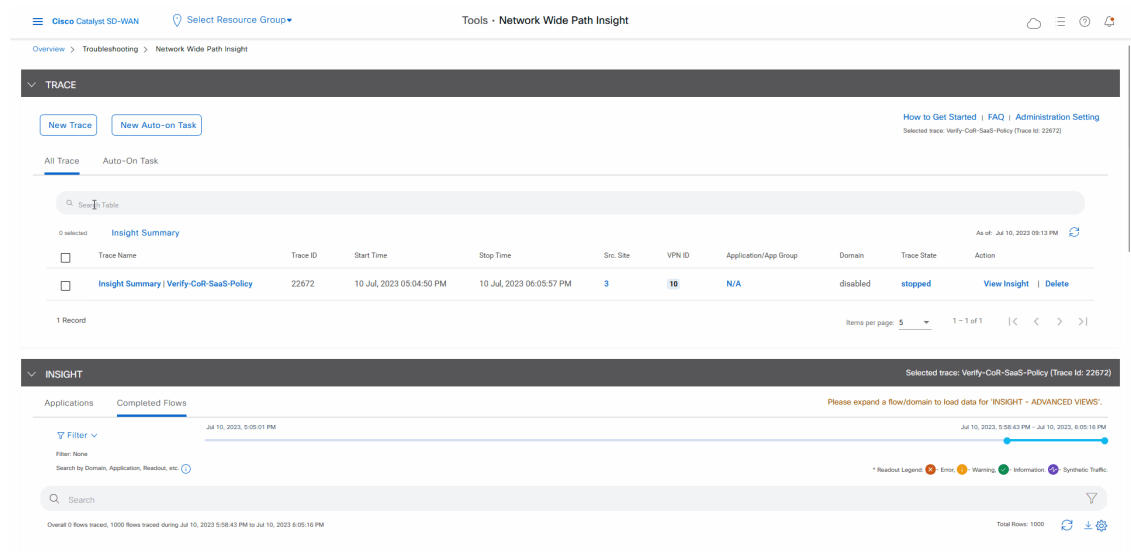 Cisco Catalyst SD-WAN Select Resource Group▾ Tools · Network Wide Path Insight
Overview > Troubleshooting > Network Wide Path Insight
TRACE
New Trace New Auto-on Task How to Get Started | FAQ | Administration Setting
Selected trace: Verify-CoR-SaaS-Policy (Trace Id: 22672)
All Trace Auto-On Task
Search Table
0 selected Insight Summary As of: Jul 10, 2023 09:13 PM
Trace Name Trace ID Start Time Stop Time Src. Site VPN ID Application/App Group Domain Trace State Action
Insight Summary | Verify-CoR-SaaS-Policy 22672 10 Jul, 2023 05:04:50 PM 10 Jul, 2023 06:05:57 PM 3 10 N/A disabled stopped View Insight | Delete
1 Record Items per page: 5 1 – 1 of 1 |< < > >|
INSIGHT Selected trace: Verify-CoR-SaaS-Policy (Trace Id: 22672)
Applications Completed Flows Please expand a flow/domain to load data for 'INSIGHT - ADVANCED VIEWS'.
Filter Jul 10, 2023, 5:05:01 PM Jul 10, 2023, 5:58:43 PM - Jul 10, 2023, 6:05:16 PM
Filter: None
Search by Domain, Application, Readout, etc. * Readout Legend: - Error, - Warning, - Information, - Synthetic Traffic.
Search
Overall 0 flows traced, 1000 flows traced during Jul 10, 2023 5:58:43 PM to Jul 10, 2023 6:05:16 PM Total Rows: 1000